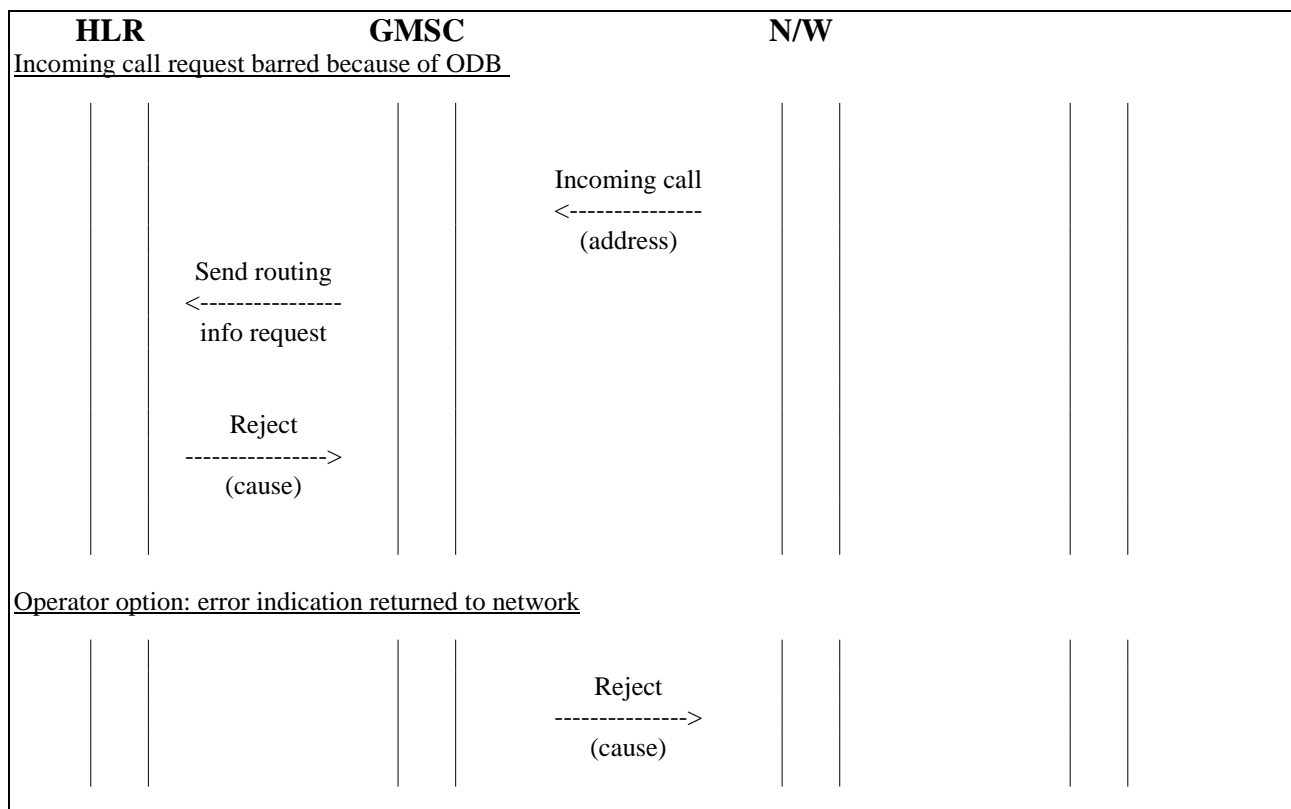 HLR GMSC N/W
Incoming call request barred because of ODB
Incoming call
<---------------
(address)
Send routing
<----------------
info request
Reject
---------------->
(cause)
Operator option: error indication returned to network
Reject
--------------->
(cause)